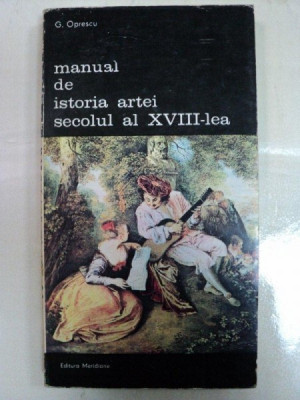 G. Oprescu
manual
de
istoria artei
secolul al XVIII-lea
Editura Meridiane